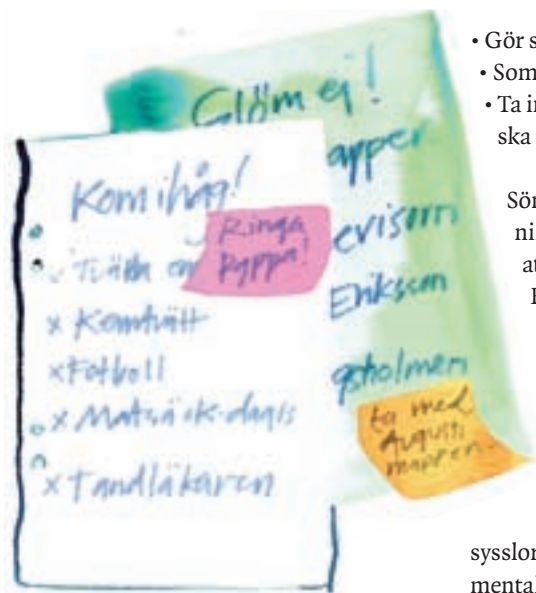 Glöm ej!
apper
evisorn
Eriksson
gsholmen
ta med
Augusti
mappen.
Kom ihåg!
Ringa
pappa!
Tvätta
x Kemtvätt
x Fotboll
x Matsäck-dagis
x Tandläkaren
• Gör s
• Som
• Ta in
ska
Sör
ni
at
sysslor
mental